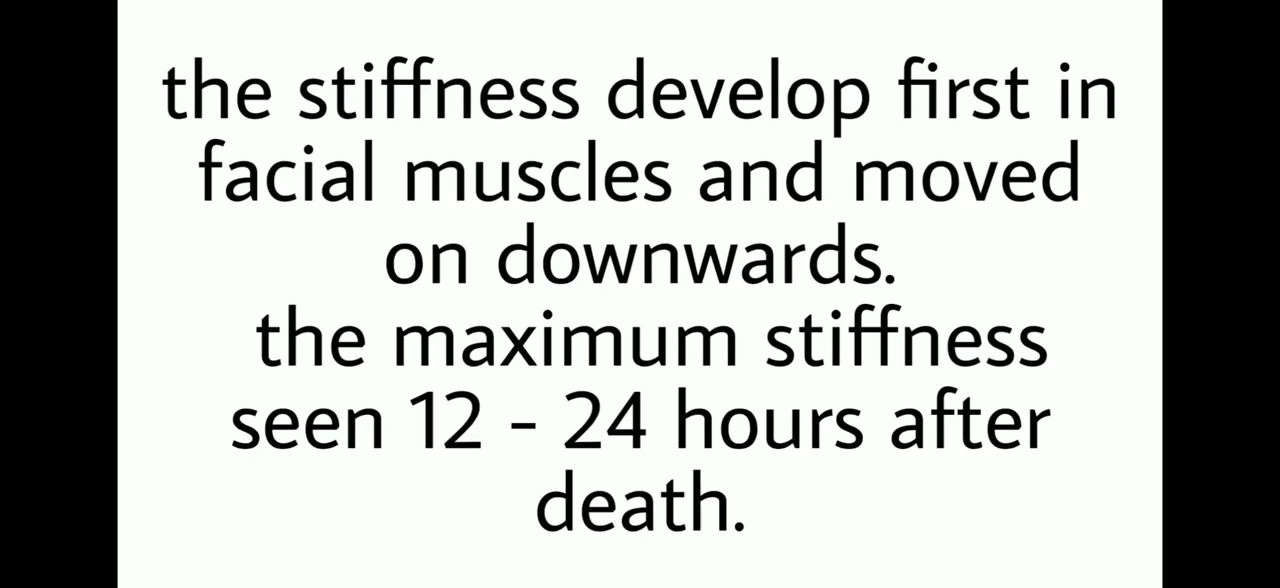 the stiffness develop first in
facial muscles and moved
on downwards.
the maximum stiffness
seen 12 - 24 hours after
death.